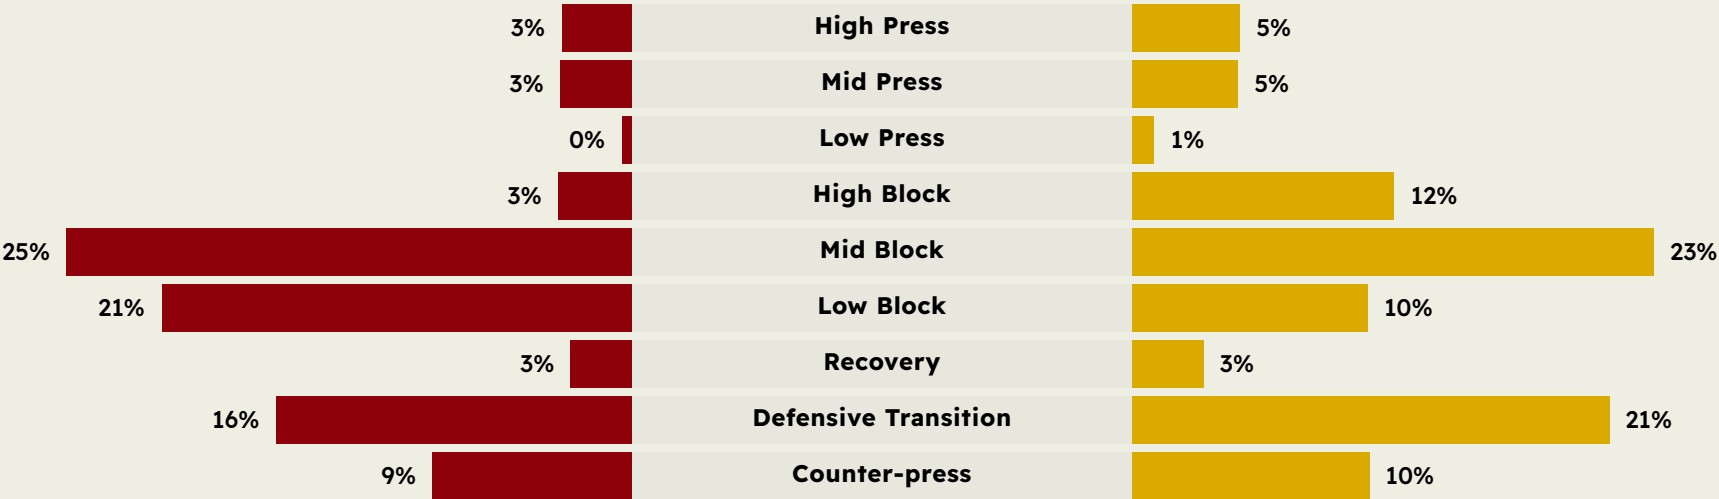 3% High Press 5%
3% Mid Press 5%
0% Low Press 1%
3% High Block 12%
25% Mid Block 23%
21% Low Block 10%
3% Recovery 3%
16% Defensive Transition 21%
9% Counter-press 10%